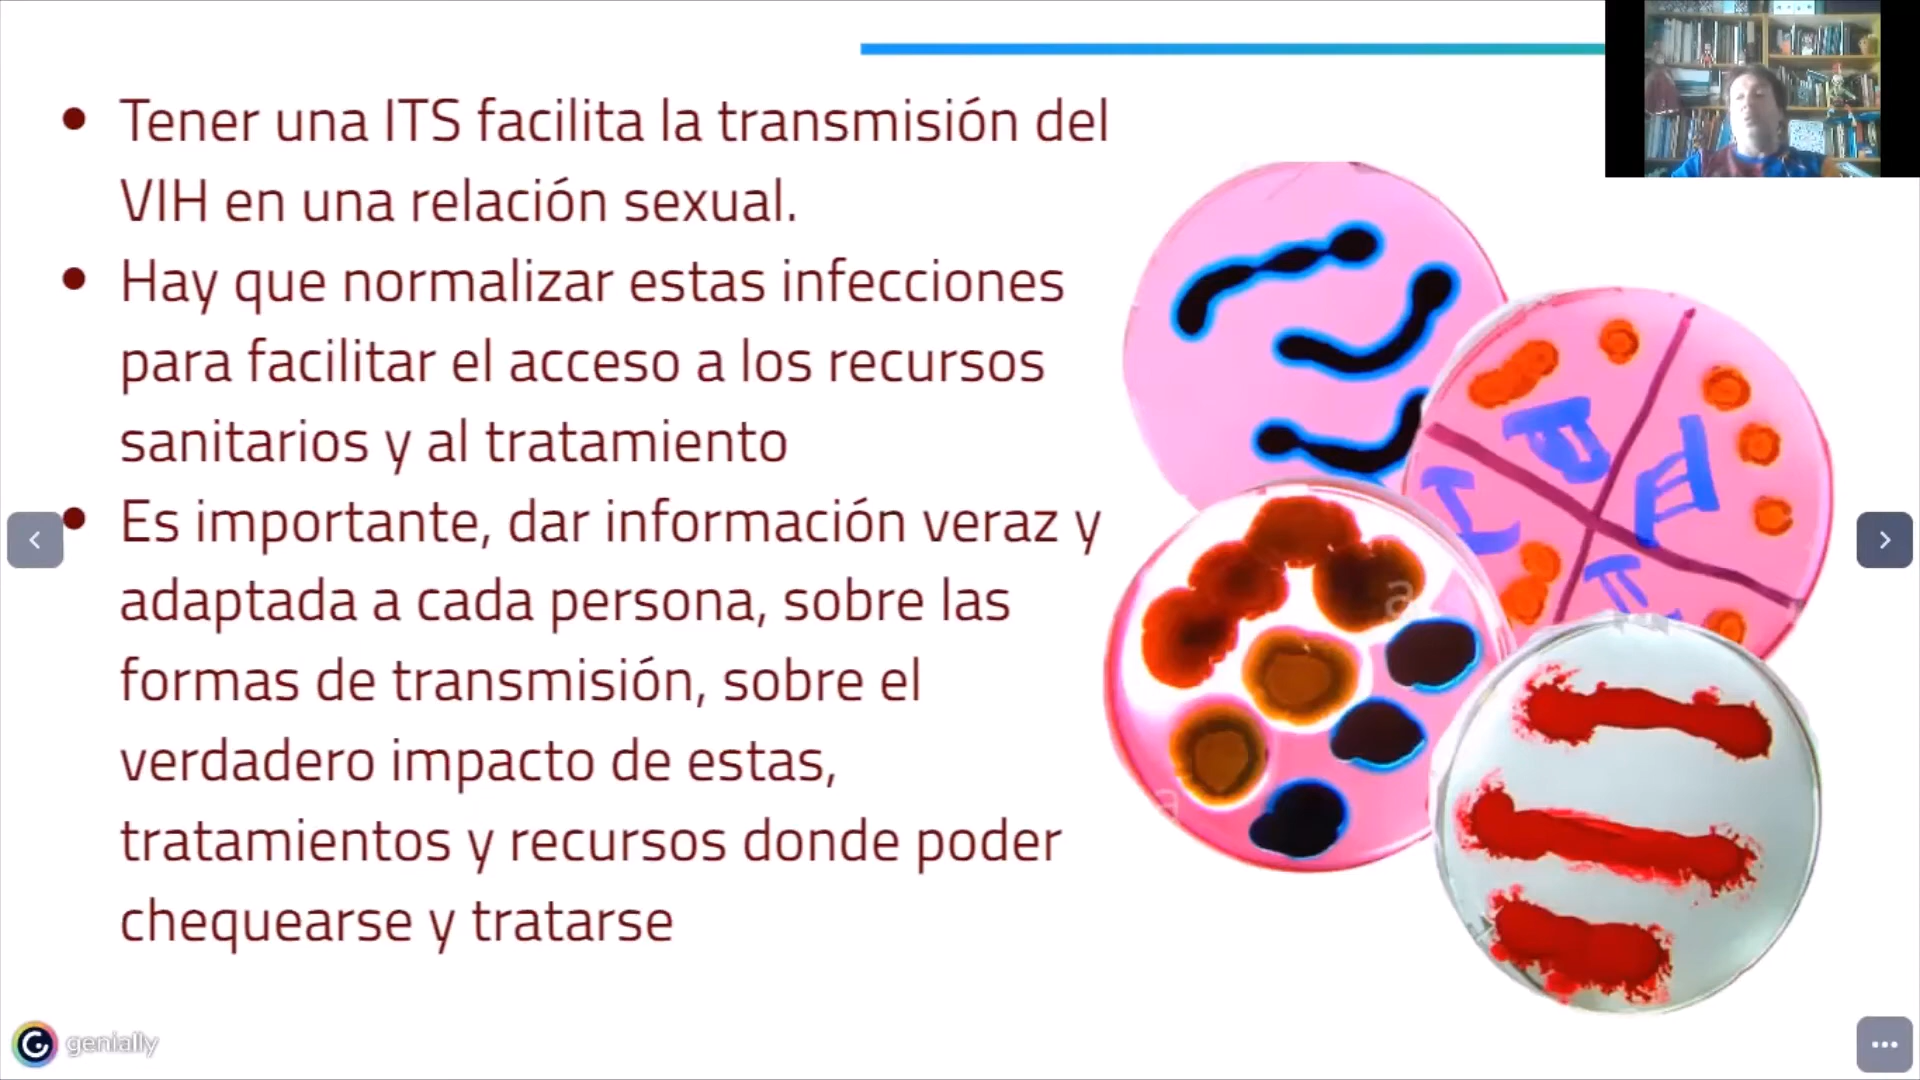 Tener una ITS facilita la transmisión del
VIH en una relación sexual.
Hay que normalizar estas infecciones
para facilitar el acceso a los recursos
sanitarios y al tratamiento
Es importante, dar información veraz y
adaptada a cada persona, sobre las
formas de transmisión, sobre el
verdadero impacto de estas,
tratamientos y recursos donde poder
chequearse y tratarse
a
a
genially